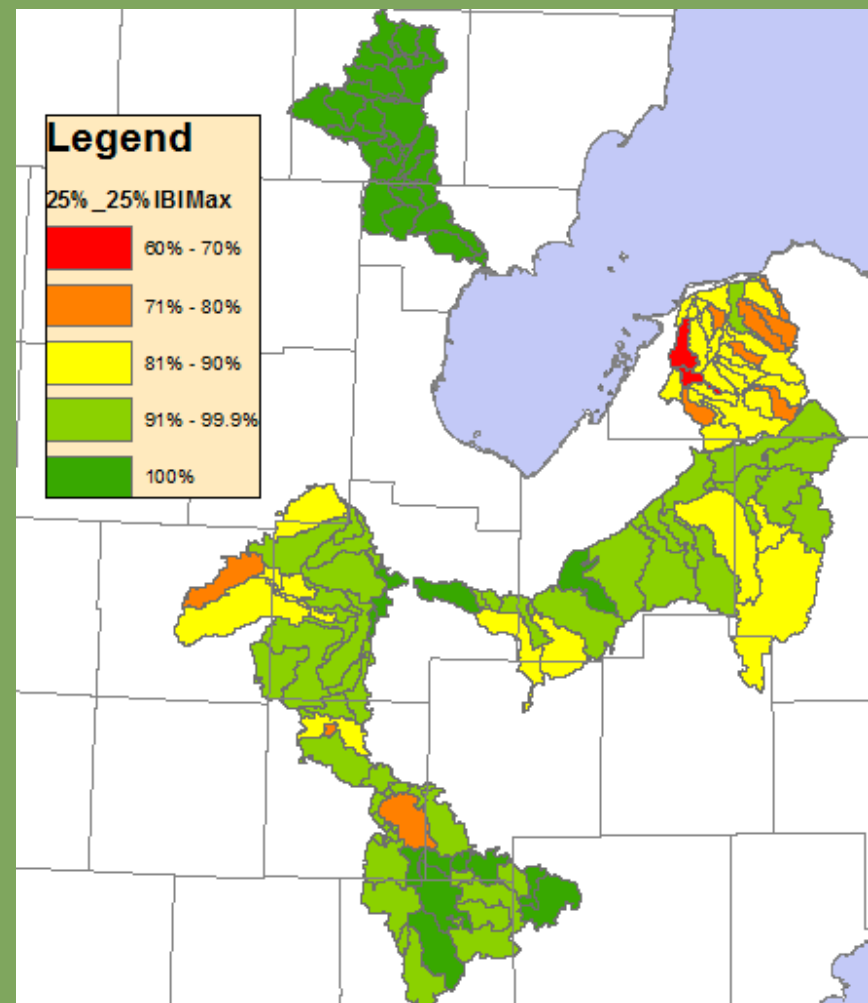 Legend
25%_25%IBIMax
60% - 70%
71% - 80%
81% - 90%
91% - 99.9%
100%